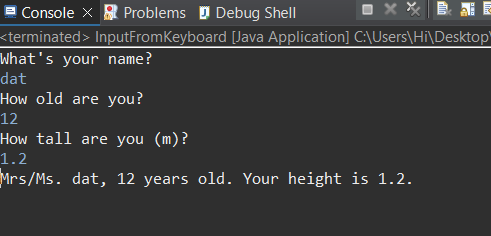 Console Problems Debug Shell
<terminated> InputFromKeyboard [Java Application] C:\Users\Hi\Desktop\
What's your name?
dat
How old are you?
12
How tall are you (m)?
1.2
Mrs/Ms. dat, 12 years old. Your height is 1.2.